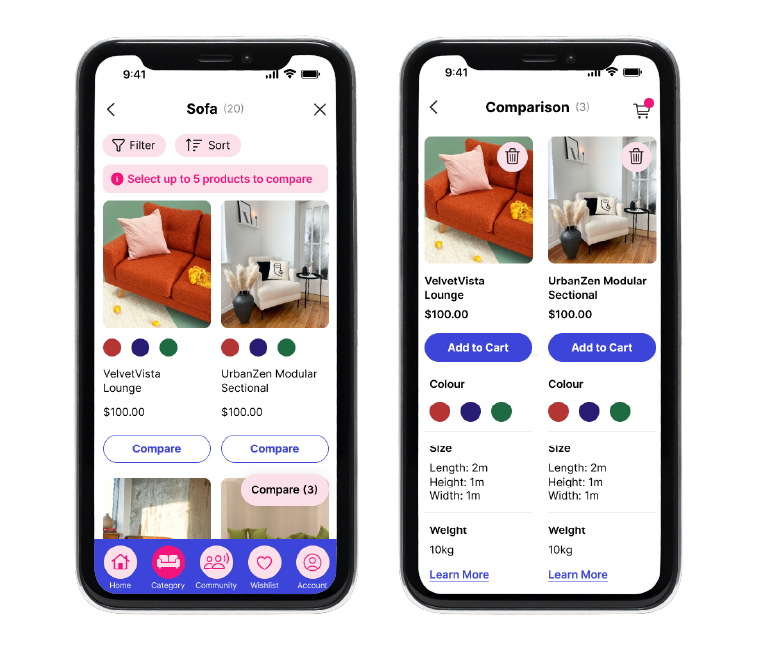 9:41
Sofa (20)
Filter
Sort
Select up to 5 products to compare
VelvetVista
Lounge
$100.00
Compare
UrbanZen Modular
Sectional
$100.00
Compare
Compare (3)
Home
Category
Community
Wishlist
Account
9:41
Comparison (3)
VelvetVista
Lounge
$100.00
Add to Cart
UrbanZen Modular
Sectional
$100.00
Add to Cart
Colour
Colour
Size
Length: 2m
Height: 1m
Width: 1m
Size
Length: 2m
Height: 1m
Width: 1m
Weight
10kg
Learn More
Weight
10kg
Learn More